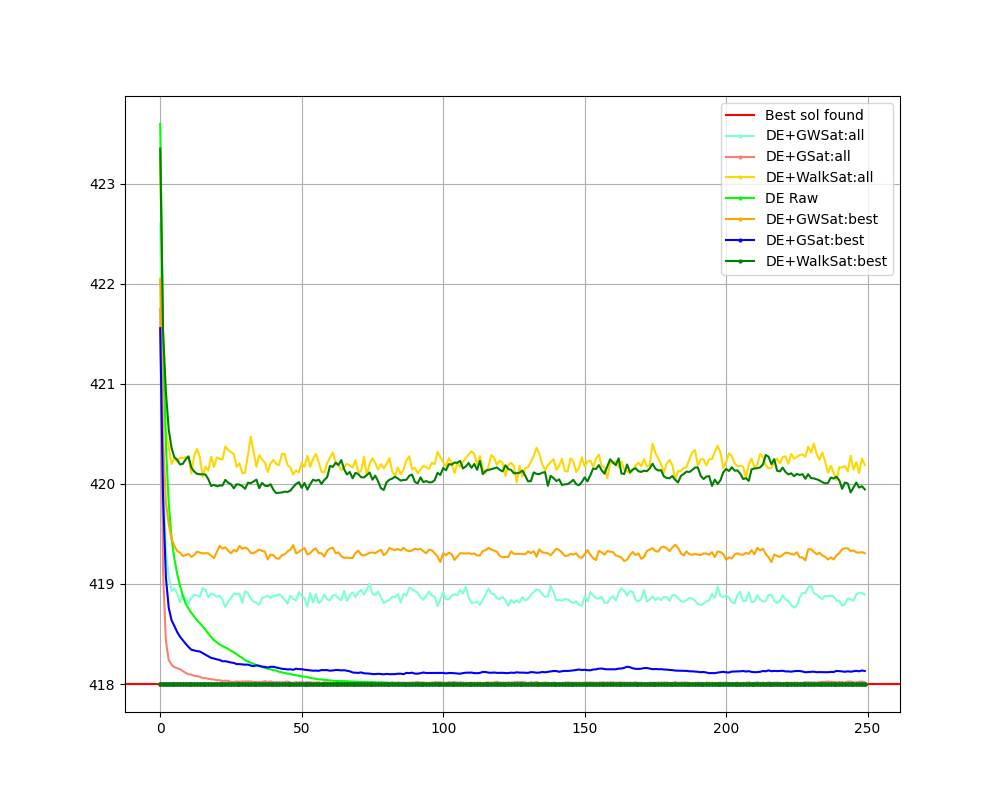 Best sol found
DE+GWSat:all
DE+GSat:all
DE+WalkSat:all
DE Raw
DE+GWSat:best
DE+GSat:best
DE+WalkSat:best
423
422
421
420
419
418
0 50 100 150 200 250